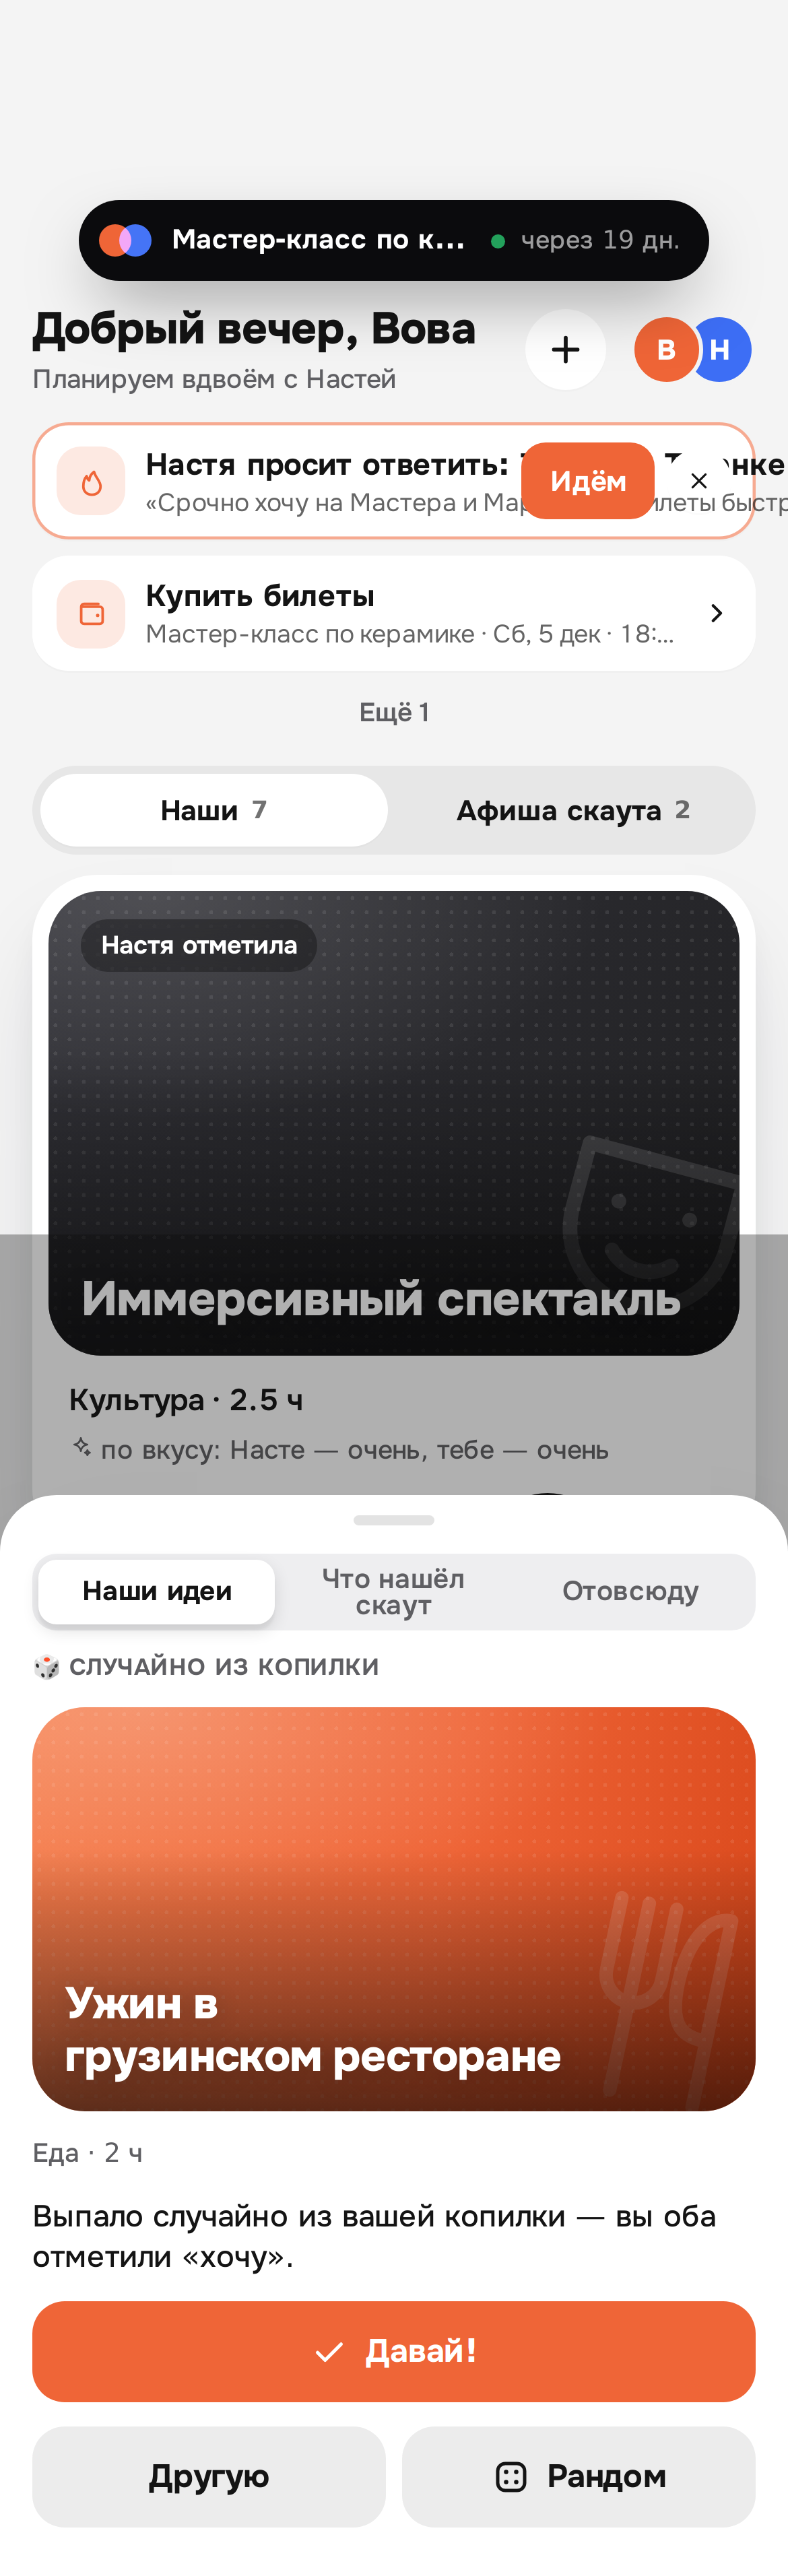 Мастер-класс по к... через 19 дн.
Добрый вечер, Вова
Планируем вдвоём с Настей
В Н
Настя просит ответить:
Идём
«Срочно хочу на Мастера и быстр
Купить билеты
Мастер-класс по керамике · Сб, 5 дек · 18:...
Ещё 1
Наши 7
Афиша скаута 2
Настя отметила
Иммерсивный спектакль
Культура · 2.5 ч
по вкусу: Насте — очень, тебе — очень
Наши идеи
Что нашёл
скаут
Отовсюду
СЛУЧАЙНО ИЗ КОПИЛКИ
Ужин в
грузинском ресторане
Еда · 2 ч
Выпало случайно из вашей копилки — вы оба
отметили «хочу».
Давай!
Другую
Рандом